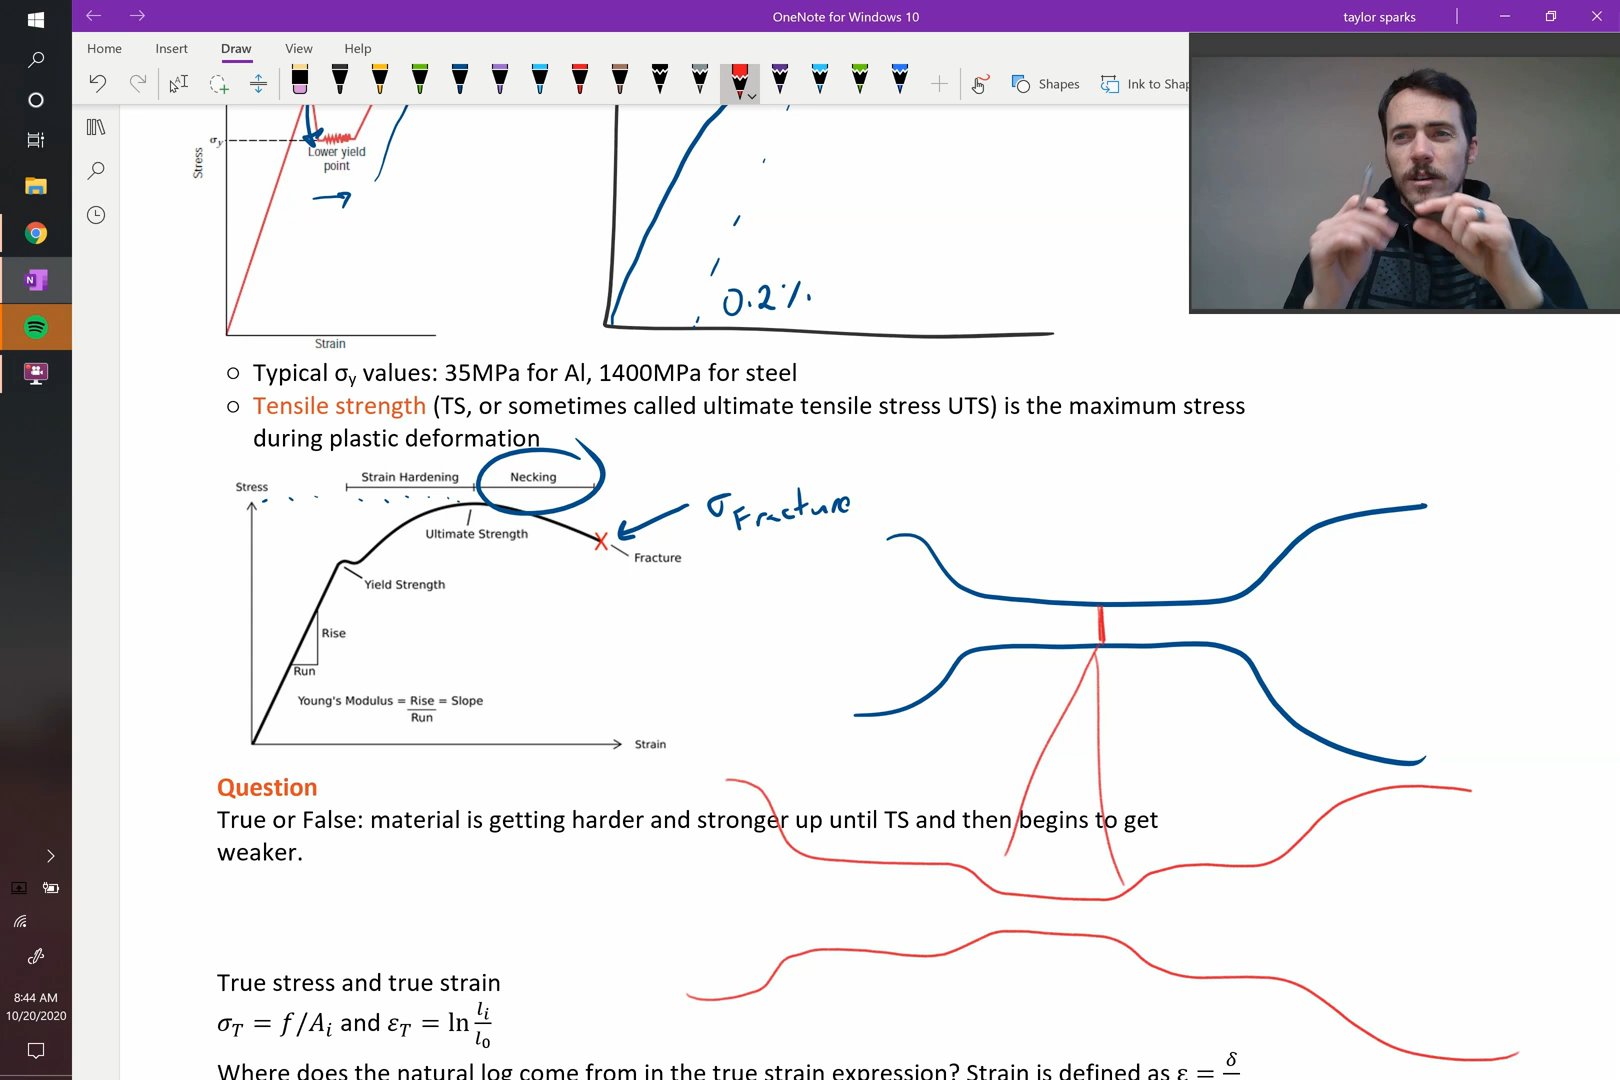 OneNote for Windows 10
taylor sparks
Home Insert Draw View Help
Shapes
Ink to Shap
σy
Stress
Lower yield
point
Strain
0.2%
Typical σy values: 35MPa for Al, 1400MPa for steel
Tensile strength (TS, or sometimes called ultimate tensile stress UTS) is the maximum stress
during plastic deformation
Strain Hardening
Necking
Stress
Ultimate Strength
σFracture
Fracture
Yield Strength
Rise
Run
Young's Modulus = Rise = Slope
Run
Strain
Question
True or False: material is getting harder and stronger up until TS and then begins to get
weaker.
True stress and true strain
σT = f/Ai and εT = ln li/l0
Where does the natural log come from in the true strain expression? Strain is defined as ε = δ
8:44 AM
10/20/2020